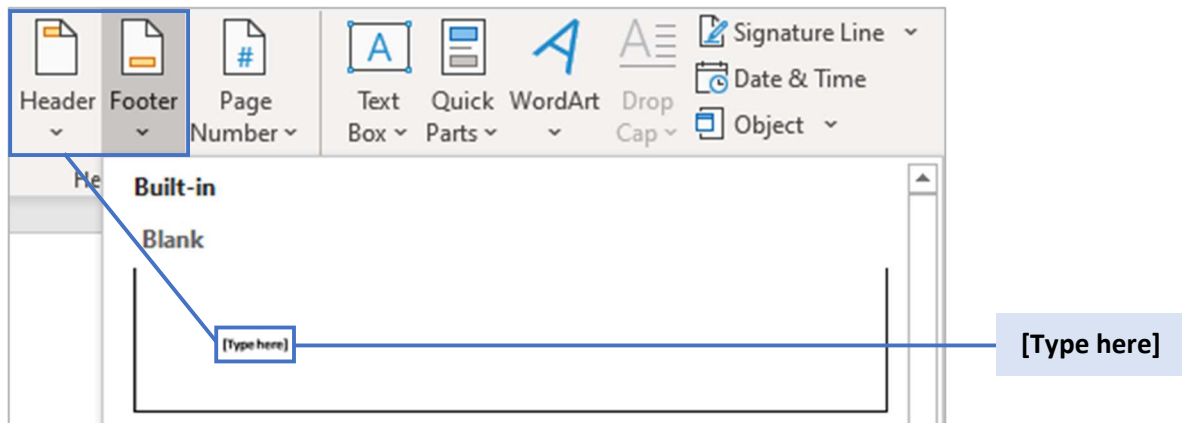 Header
Footer
Page
Number
Text
Box
Quick
Parts
WordArt
Drop
Cap
Signature Line
Date & Time
Object
He
Built-in
Blank
[Type here]
[Type here]